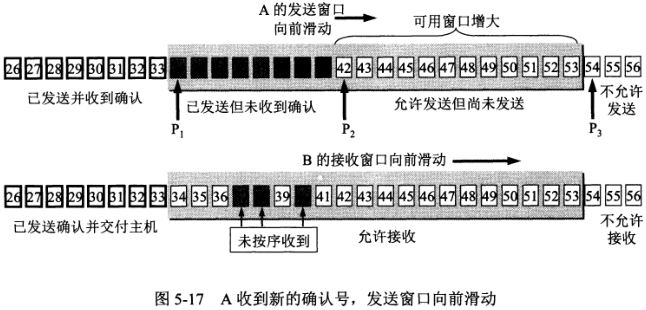 A 的发送窗口
向前滑动
可用窗口增大
26 27 28 29 30 31 32 33 42 43 44 45 46 47 48 49 50 51 52 53 54 55 56
已发送并收到确认
已发送但未收到确认
允许发送但尚未发送
不允许
发送
P1
P2
P3
B 的接收窗口向前滑动
26 27 28 29 30 31 32 33 34 35 36 39 41 42 43 44 45 46 47 48 49 50 51 52 53 54 55 56
已发送确认并交付主机
未按序收到
允许接收
不允许
接收
图 5-17 A 收到新的确认号，发送窗口向前滑动